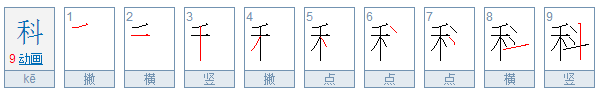 科 1 2 3 4 5 6 7 8 9
9 动画
kē 撇 横 竖 撇 点 点 点 横 竖